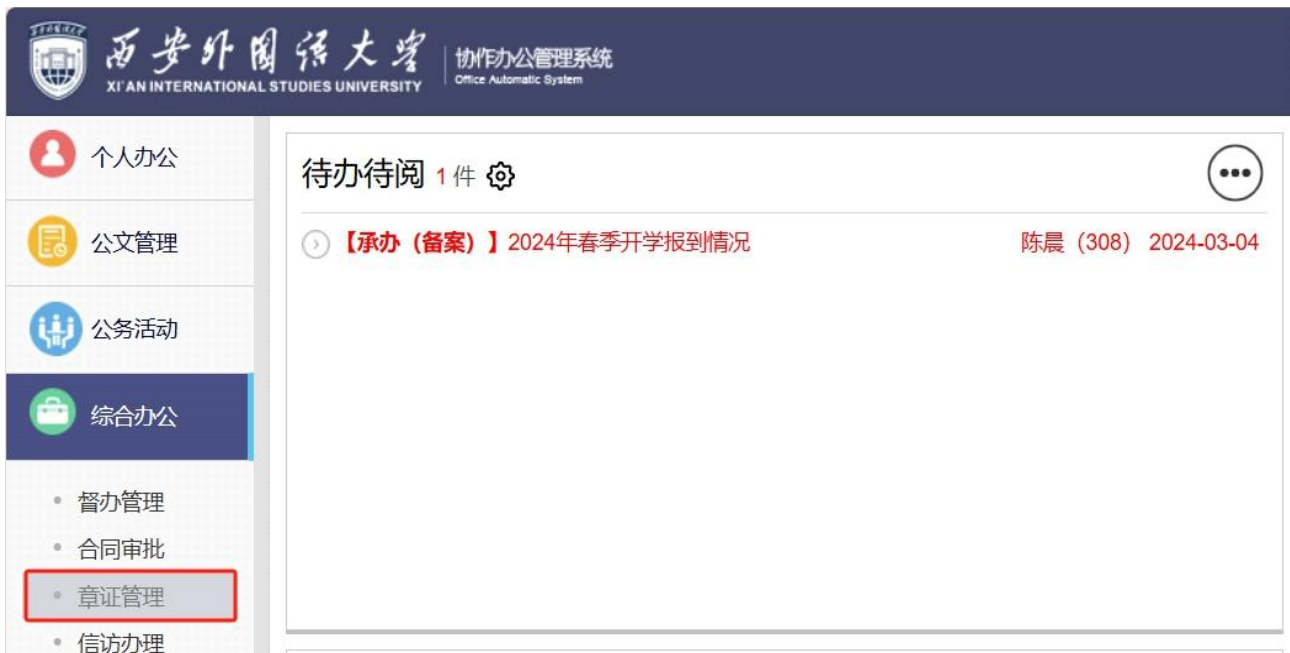 西安外国语大学
XI'AN INTERNATIONAL STUDIES UNIVERSITY
协作办公管理系统
Office Automatic System
个人办公
公文管理
公务活动
综合办公
督办管理
合同审批
章证管理
信访办理
待办待阅 1 件
【承办（备案）】2024年春季开学报到情况 陈晨（308） 2024-03-04